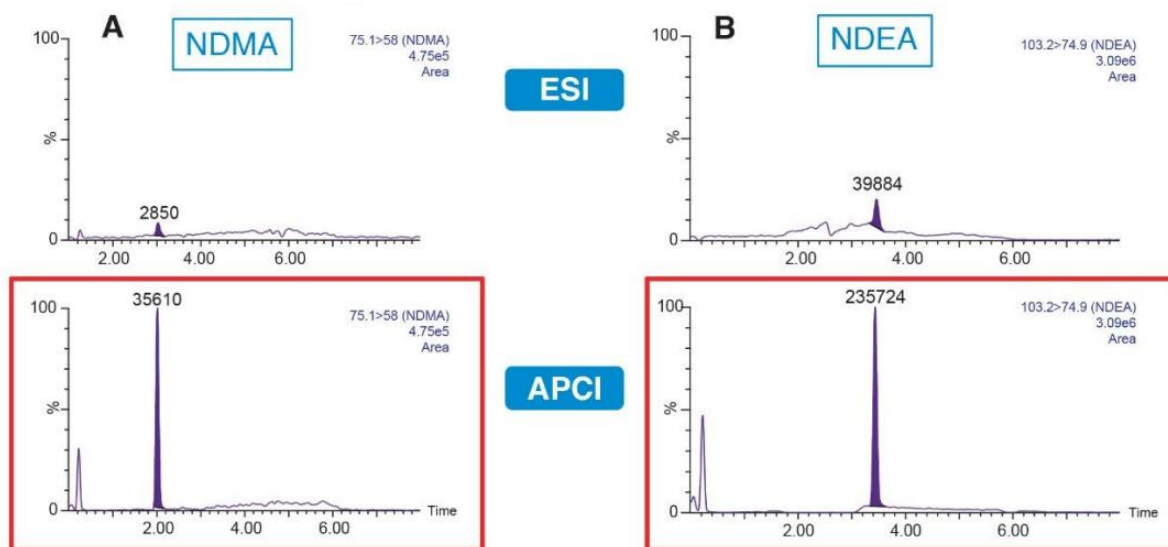 A
NDMA
75.1>58 (NDMA)
4.75e5
Area
100
%
0
2850
2.00 4.00 6.00
ESI
B
NDEA
103.2>74.9 (NDEA)
3.09e6
Area
100
%
0
39884
2.00 4.00 6.00
35610
75.1>58 (NDMA)
4.75e5
Area
100
%
0
Time
2.00 4.00 6.00
APCI
235724
103.2>74.9 (NDEA)
3.09e6
Area
100
%
0
Time
2.00 4.00 6.00